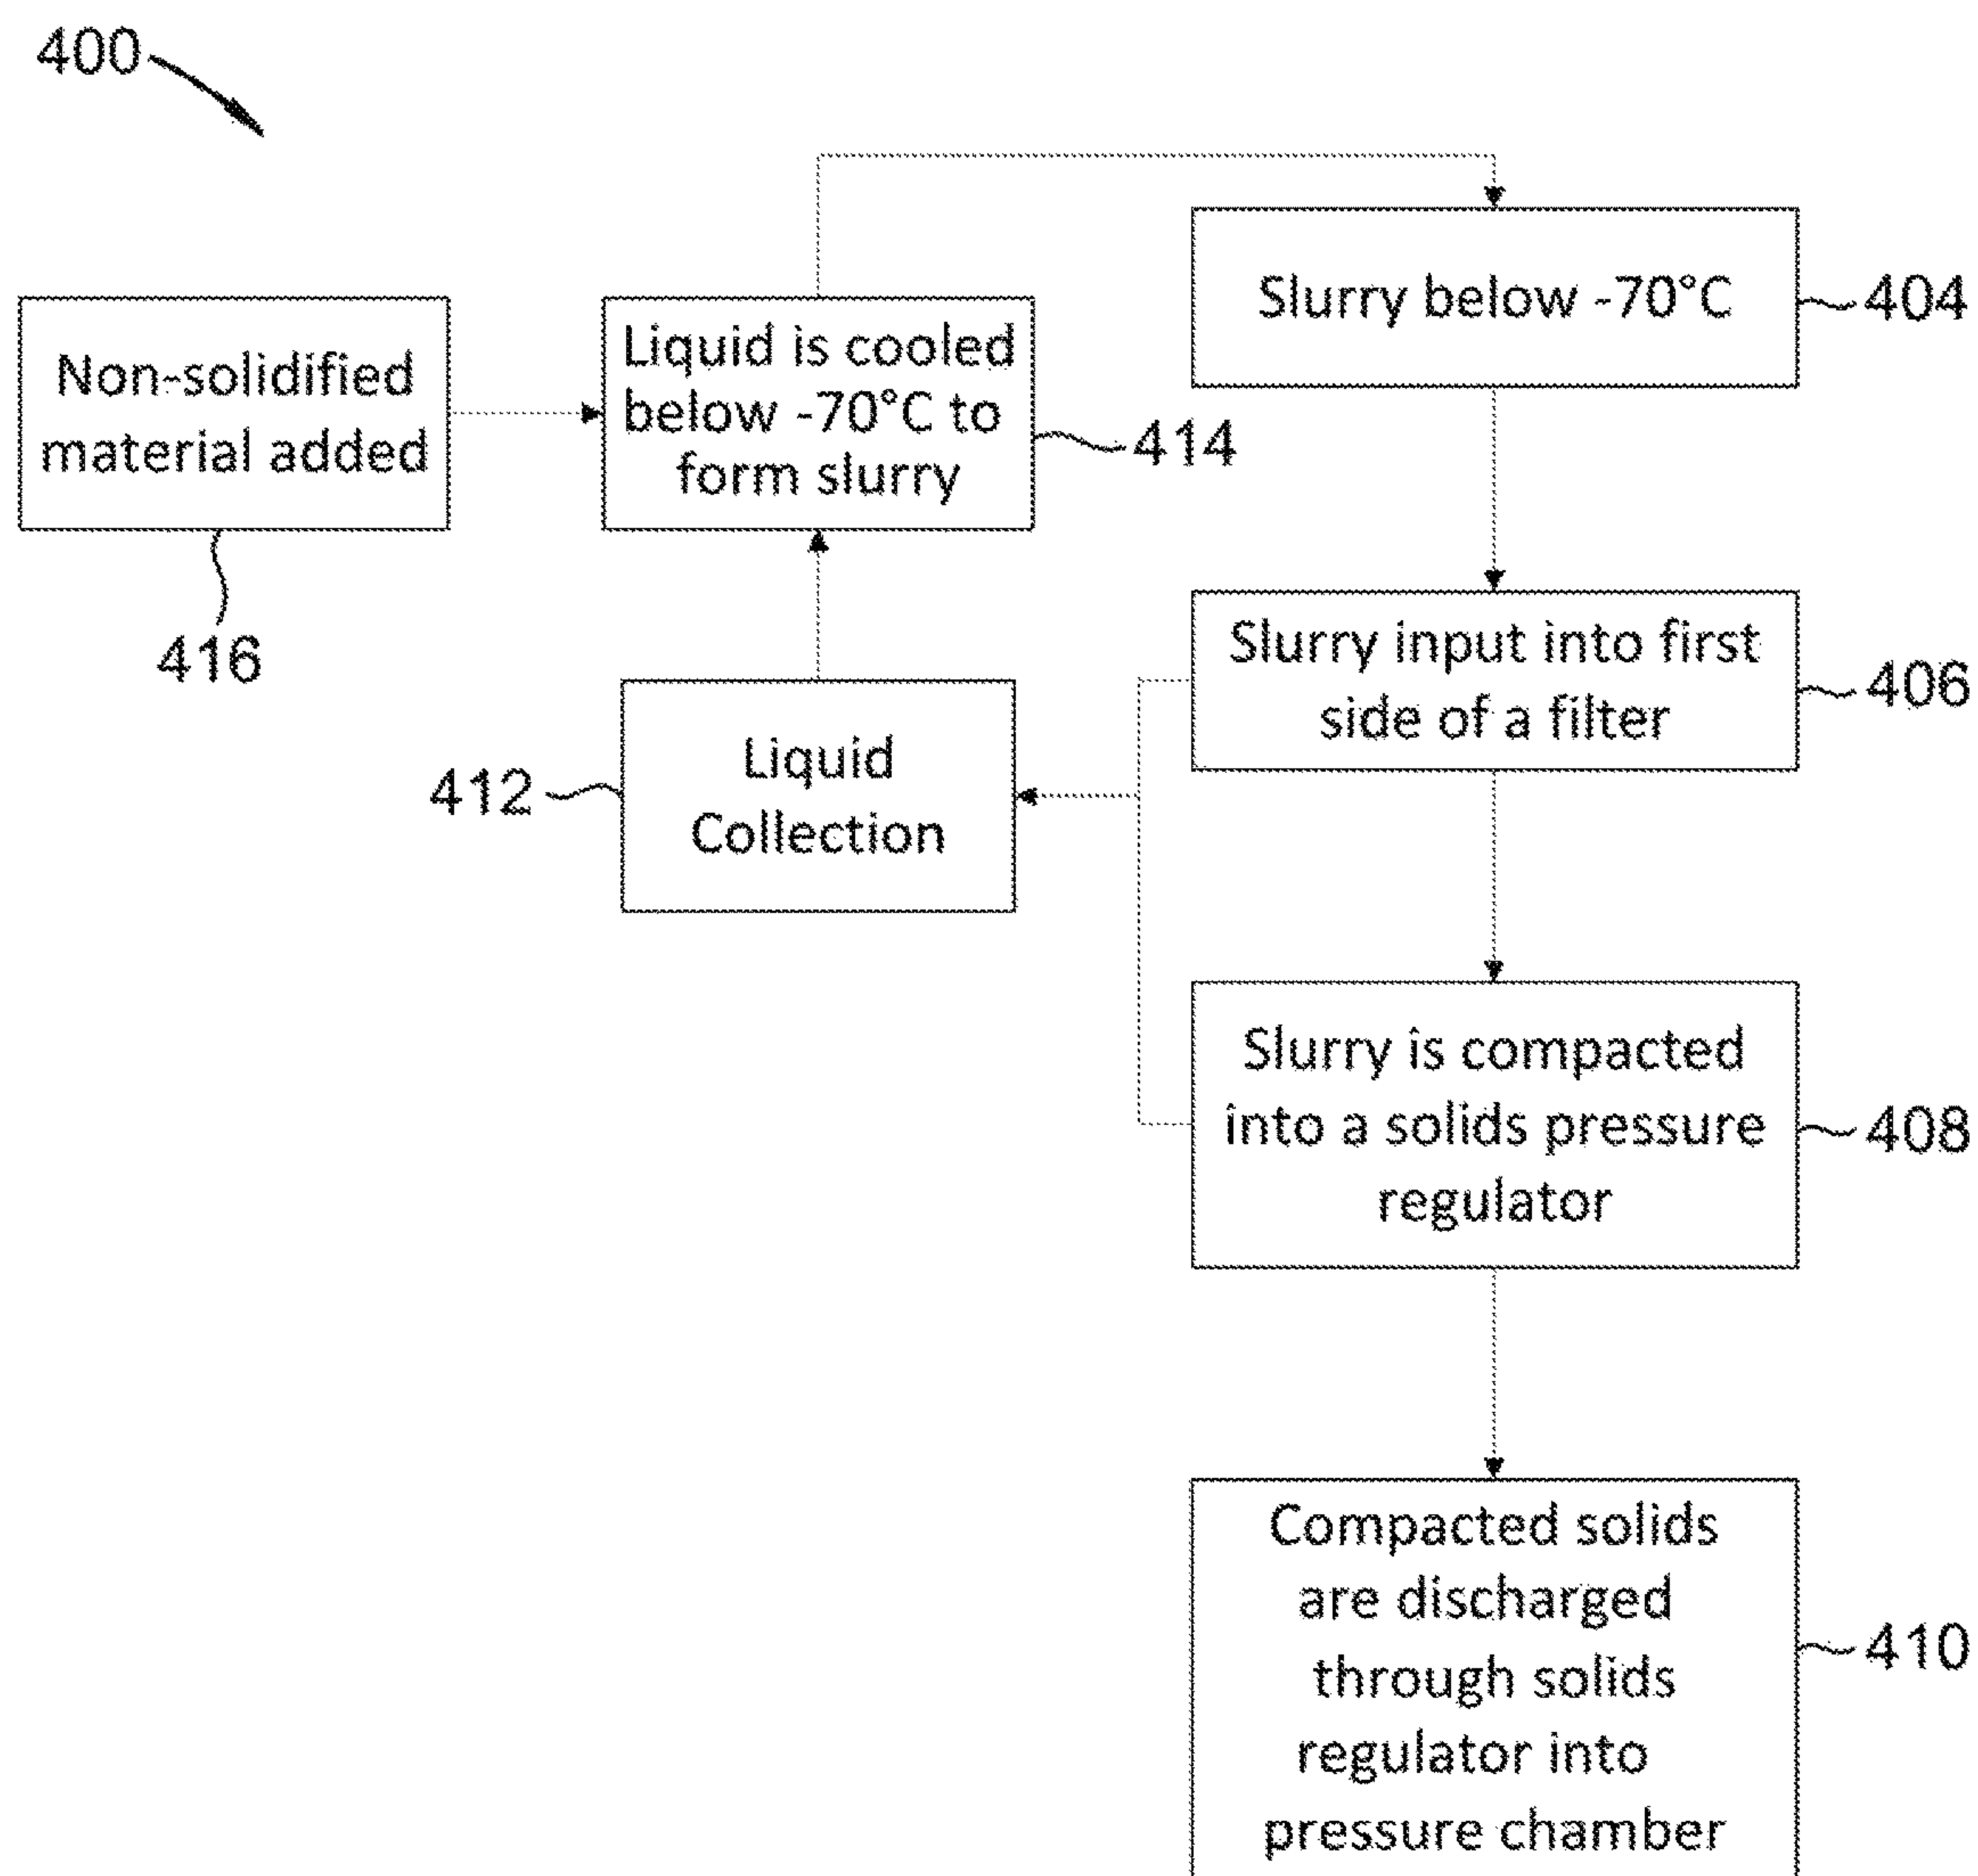 400
Slurry below -70°C
404
Non-solidified
material added
416
Liquid is cooled
below -70°C to
form slurry
414
Slurry input into first
side of a filter
406
Liquid
Collection
412
Slurry is compacted
into a solids pressure
regulator
408
Compacted solids
are discharged
through solids
regulator into
pressure chamber
410